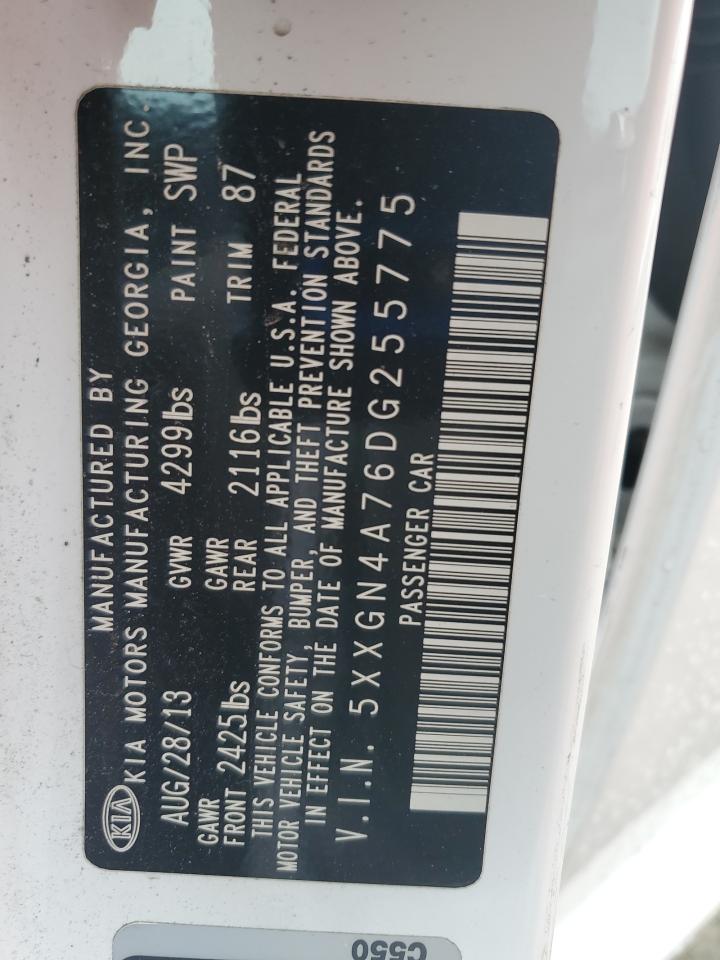 MANUFACTURED BY
KIA KIA MOTORS MANUFACTURING GEORGIA, INC.
AUG/28/13 GVWR 4299lbs PAINT SWP
GAWR GAWR
FRONT 2425lbs REAR 2116lbs TRIM 87
THIS VEHICLE CONFORMS TO ALL APPLICABLE U.S.A. FEDERAL
MOTOR VEHICLE SAFETY, BUMPER, AND THEFT PREVENTION STANDARDS
IN EFFECT ON THE DATE OF MANUFACTURE SHOWN ABOVE.
V.I.N. 5XXGN4A76DG255775
PASSENGER CAR
C550